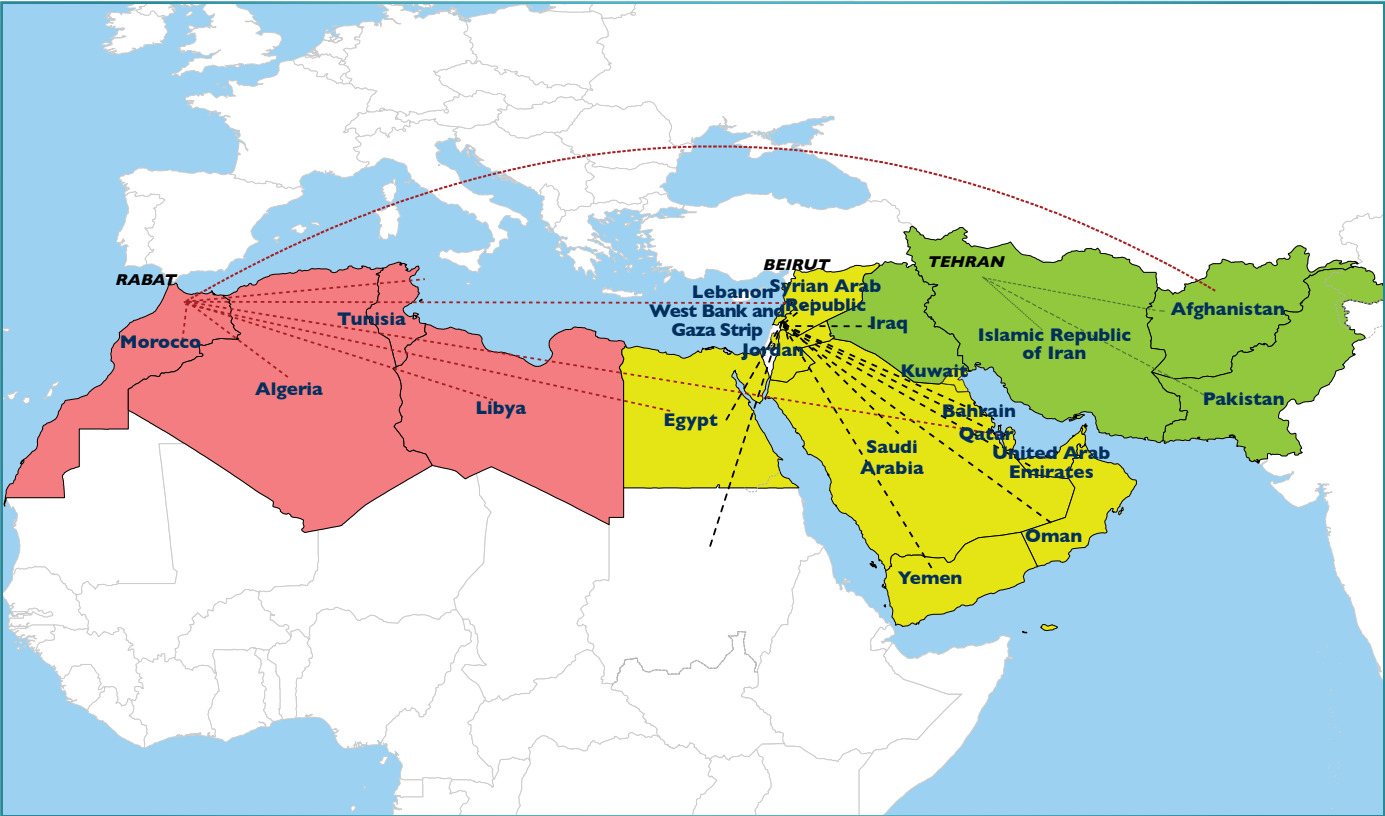 RABAT
BEIRUT
TEHRAN
Lebanon
Syrian Arab
Republic
West Bank and
Gaza Strip
Iraq
Jordan
Tunisia
Morocco
Algeria
Libya
Egypt
Kuwait
Bahrain
Qatar
United Arab
Emirates
Saudi
Arabia
Oman
Yemen
Islamic Republic
of Iran
Afghanistan
Pakistan